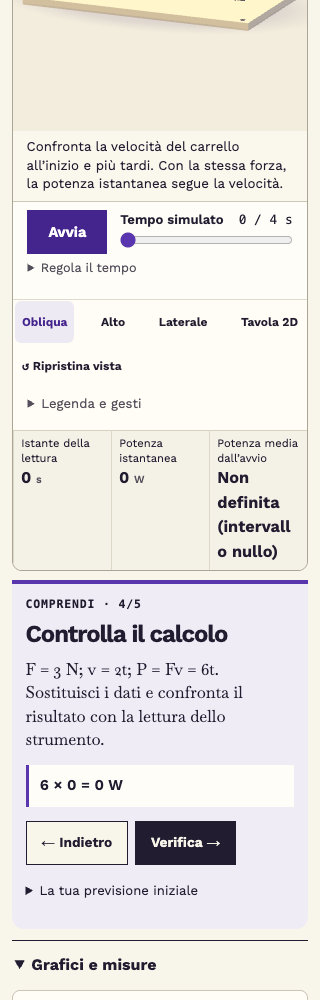 Confronta la velocità del carrello
all'inizio e più tardi. Con la stessa forza,
la potenza istantanea segue la velocità.
Avvia
Tempo simulato 0 / 4 s
▶ Regola il tempo
Obliqua Alto Laterale Tavola 2D
↺ Ripristina vista
▶ Legenda e gesti
Istante della
lettura
0 s
Potenza
istantanea
0 W
Potenza media
dall'avvio
Non
definita
(intervall
o nullo)
COMPRENDI · 4/5
Controlla il calcolo
F = 3 N; v = 2t; P = Fv = 6t.
Sostituisci i dati e confronta il
risultato con la lettura dello
strumento.
6 × 0 = 0 W
← Indietro Verifica →
▶ La tua previsione iniziale
▼ Grafici e misure